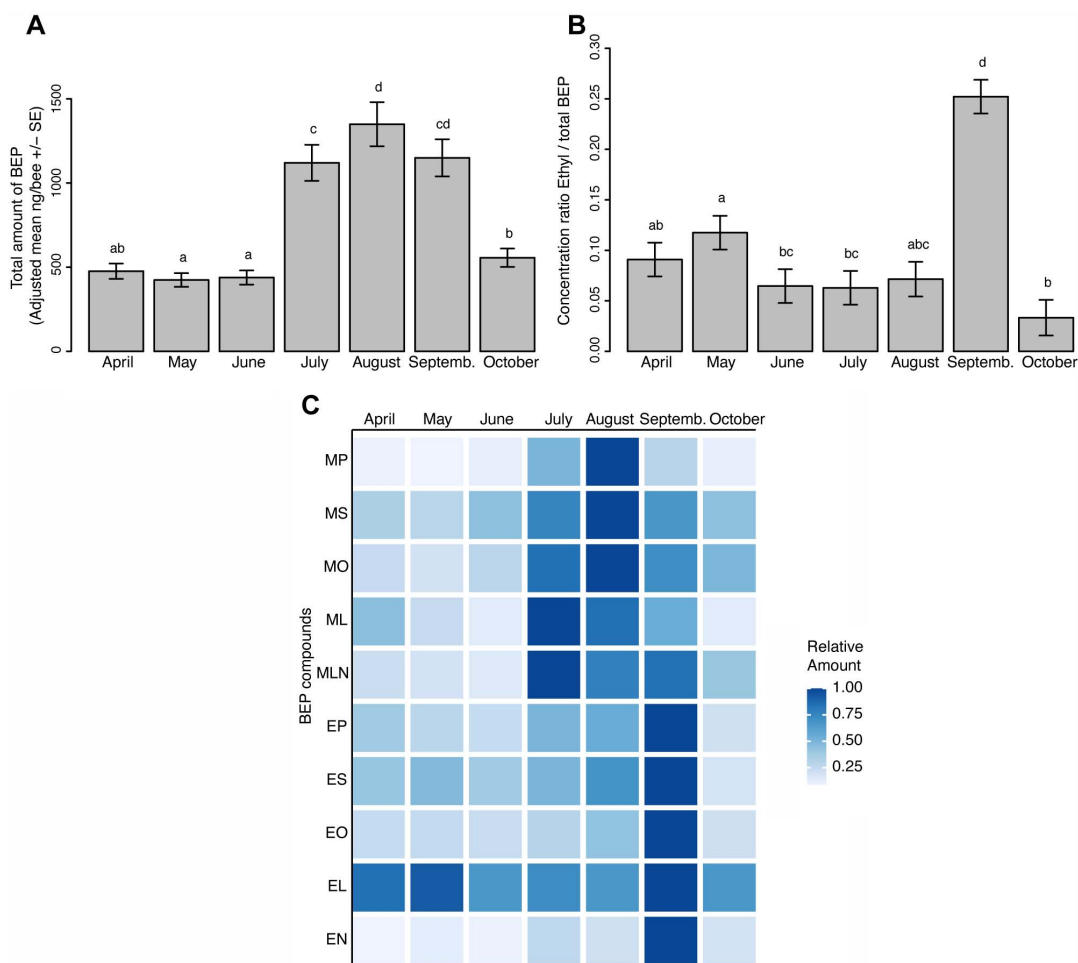 A
Total amount of BEP
(Adjusted mean ng/bee +/− SE)
0
500
1000
1500
ab
a
a
c
d
cd
b
April May June July August Septemb. October
B
Concentration ratio Ethyl / total BEP
0.00
0.05
0.10
0.15
0.20
0.25
0.30
ab
a
bc
bc
abc
d
b
April May June July August Septemb. October
C
April May June July August Septemb. October
BEP compounds
MP
MS
MO
ML
MLN
EP
ES
EO
EL
EN
Relative
Amount
1.00
0.75
0.50
0.25